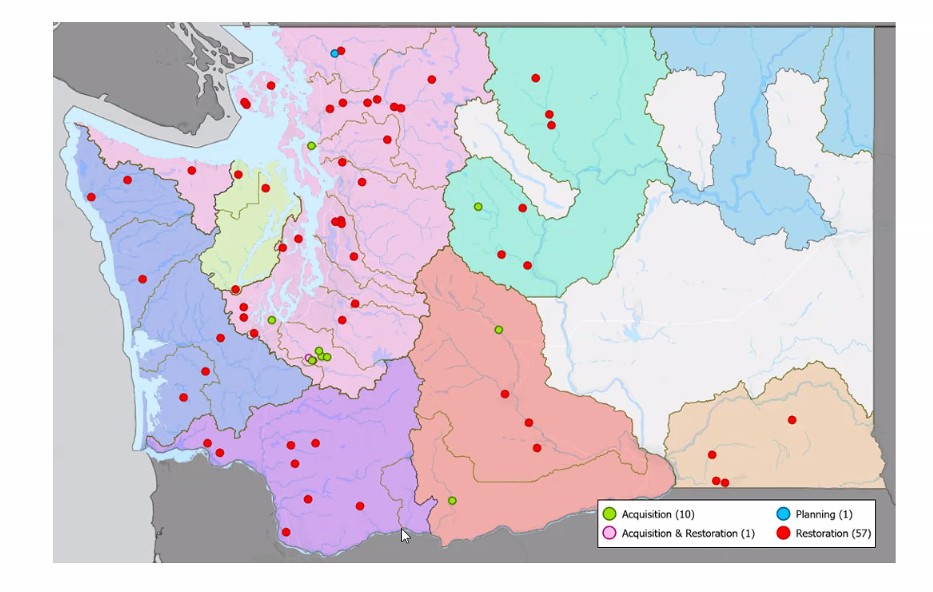 Acquisition (10)
Planning (1)
Acquisition & Restoration (1)
Restoration (57)